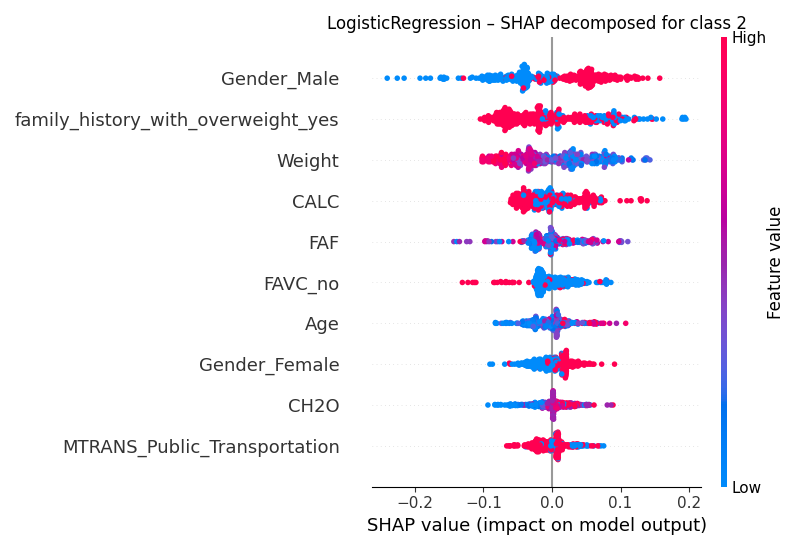 LogisticRegression – SHAP decomposed for class 2
High
Gender_Male
family_history_with_overweight_yes
Weight
CALC
FAF
FAVC_no
Age
Gender_Female
CH2O
MTRANS_Public_Transportation
Feature value
Low
−0.2 −0.1 0.0 0.1 0.2
SHAP value (impact on model output)